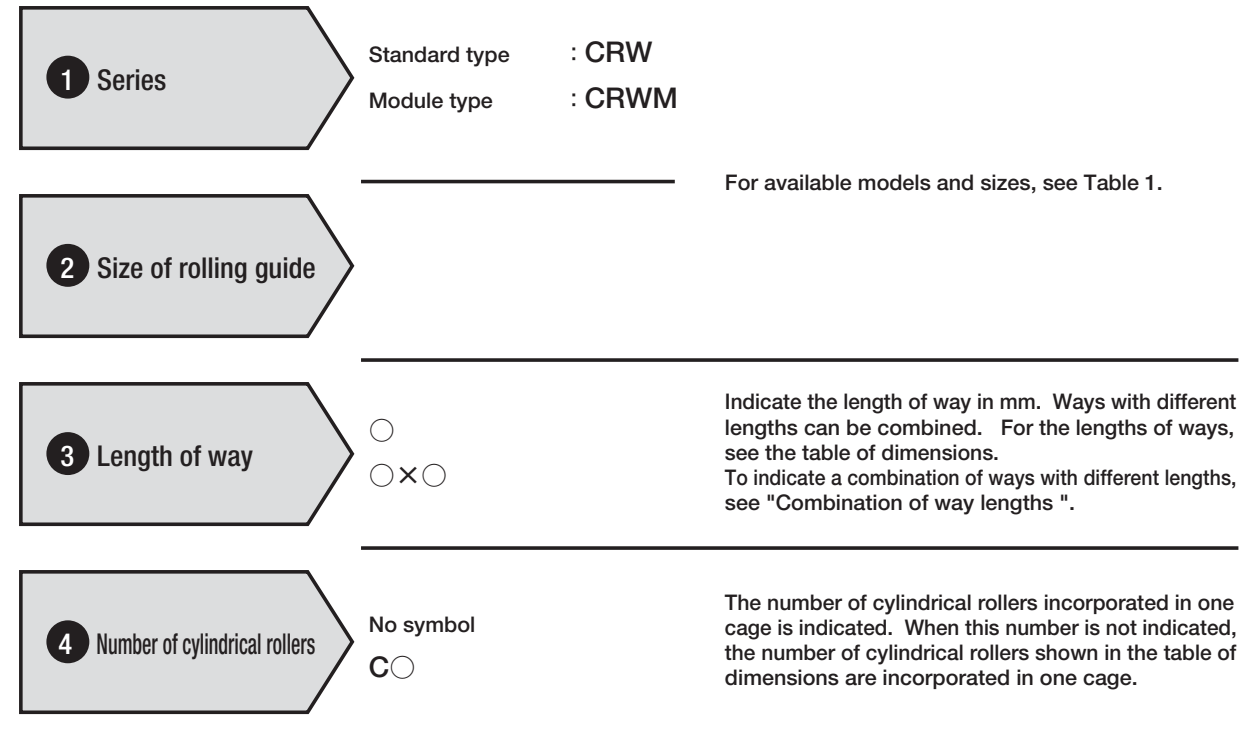 1 Series
Standard type : CRW
Module type : CRWM
For available models and sizes, see Table 1.
2 Size of rolling guide
3 Length of way
○
○×○
Indicate the length of way in mm. Ways with different
lengths can be combined. For the lengths of ways,
see the table of dimensions.
To indicate a combination of ways with different lengths,
see "Combination of way lengths ".
4 Number of cylindrical rollers
No symbol
C○
The number of cylindrical rollers incorporated in one
cage is indicated. When this number is not indicated,
the number of cylindrical rollers shown in the table of
dimensions are incorporated in one cage.